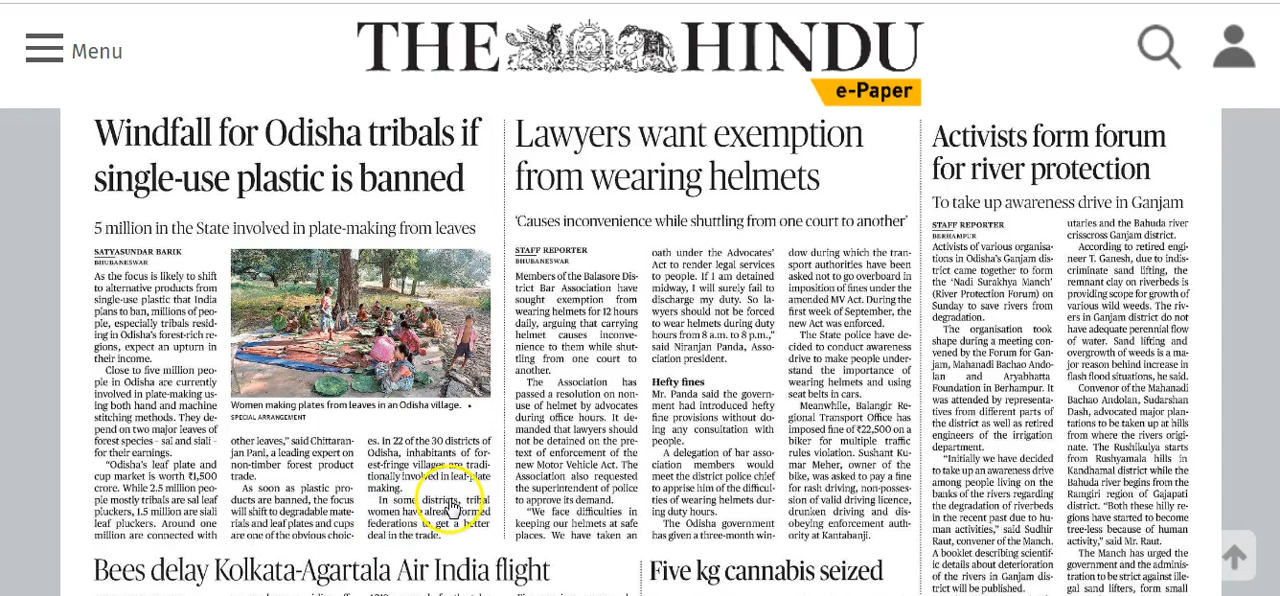 Menu
THE HINDU
e-Paper
Windfall for Odisha tribals if
single-use plastic is banned
5 million in the State involved in plate-making from leaves
SATYASUNDAR BARIK
BHUBANESWAR
As the focus is likely to shift
to alternative products from
single-use plastic that India
plans to ban, millions of peo-
ple, especially tribals resid-
ing in Odisha's forest-rich re-
gions, expect an upturn in
their income.
Close to five million peo-
ple in Odisha are currently
involved in plate-making us-
ing both hand and machine
stitching methods. They de-
pend on two major leaves of
forest species - sal and siali -
for their earnings.
"Odisha's leaf plate and
cup market is worth ₹1,500
crore. While 2.5 million peo-
ple mostly tribals are sal leaf
pluckers, 1.5 million are siali
leaf pluckers. Around one
million are connected with
Women making plates from leaves in an Odisha village. •
SPECIAL ARRANGEMENT
other leaves," said Chittaran-
jan Pani, a leading expert on
non-timber forest product
trade.
As soon as plastic pro-
ducts are banned, the focus
will shift to degradable mate-
rials and leaf plates and cups
are one of the obvious choic-
es. In 22 of the 30 districts of
Odisha, inhabitants of for-
est-fringe villages are tradi-
tionally involved in leaf-plate
making.
In some districts, tribal
women have already formed
federations to get a better
deal in the trade.
Lawyers want exemption
from wearing helmets
'Causes inconvenience while shuttling from one court to another'
STAFF REPORTER
BHUBANESWAR
Members of the Balasore Dis-
trict Bar Association have
sought exemption from
wearing helmets for 12 hours
daily, arguing that carrying
helmet causes inconve-
nience to them while shut-
tling from one court to
another.
The Association has
passed a resolution on non-
use of helmet by advocates
during office hours. It de-
manded that lawyers should
not be detained on the pre-
text of enforcement of the
new Motor Vehicle Act. The
Association also requested
the superintendent of police
to approve its demand.
"We face difficulties in
keeping our helmets at safe
places. We have taken an
oath under the Advocates'
Act to render legal services
to people. If I am detained
midway, I will surely fail to
discharge my duty. So la-
wyers should not be forced
to wear helmets during duty
hours from 8 a.m. to 8 p.m.,"
said Niranjan Panda, Asso-
ciation president.
Hefty fines
Mr. Panda said the govern-
ment had introduced hefty
fine provisions without do-
ing any consultation with
people.
A delegation of bar asso-
ciation members would
meet the district police chief
to apprise him of the difficul-
ties of wearing helmets dur-
ing duty hours.
The Odisha government
has given a three-month win-
dow during which the tran-
sport authorities have been
asked not to go overboard in
imposition of fines under the
amended MV Act. During the
first week of September, the
new Act was enforced.
The State police have de-
cided to conduct awareness
drive to make people under-
stand the importance of
wearing helmets and using
seat belts in cars.
Meanwhile, Balangir Re-
gional Transport Office has
imposed fine of ₹22,500 on a
biker for multiple traffic
rules violation. Sushant Ku-
mar Meher, owner of the
bike, was asked to pay a fine
for rash driving, non-posses-
sion of valid driving licence,
drunken driving and dis-
obeying enforcement auth-
ority at Kantabanji.
Activists form forum
for river protection
To take up awareness drive in Ganjam
STAFF REPORTER
BERHAMPUR
Activists of various organisa-
tions in Odisha's Ganjam dis-
trict came together to form
the 'Nadi Surakhya Manch'
(River Protection Forum) on
Sunday to save rivers from
degradation.
The organisation took
shape during a meeting con-
vened by the Forum for Gan-
jam, Mahanadi Bachao Ando-
lan and Aryabhatta
Foundation in Berhampur. It
was attended by representa-
tives from different parts of
the district as well as retired
engineers of the irrigation
department.
"Initially we have decided
to take up an awareness drive
among people living on the
banks of the rivers regarding
the degradation of riverbeds
in the recent past due to hu-
man activities," said Sudhir
Raut, convener of the Manch.
A booklet describing scientif-
ic details about deterioration
of the rivers in Ganjam dis-
trict will be published.
utaries and the Bahuda river
crisscross Ganjam district.
According to retired engi-
neer T. Ganesh, due to indis-
criminate sand lifting, the
remnant clay on riverbeds is
providing scope for growth of
various wild weeds. The riv-
ers in Ganjam district do not
have adequate perennial flow
of water. Sand lifting and
overgrowth of weeds is a ma-
jor reason behind increase in
flash flood situations, he said.
Convenor of the Mahanadi
Bachao Andolan, Sudarsan
Dash, advocated major plan-
tations to be taken up at hills
from where the rivers origi-
nate. The Rushikulya starts
from Rushyamala hills in
Kandhamal district while the
Bahuda river begins from the
Ramgiri region of Gajapati
district. "Both these hilly re-
gions have started to become
tree-less because of human
activity," said Mr. Raut.
The Manch has urged the
government and the adminis-
tration to be strict against ille-
gal sand lifters, form small
Bees delay Kolkata-Agartala Air India flight
Five kg cannabis seized